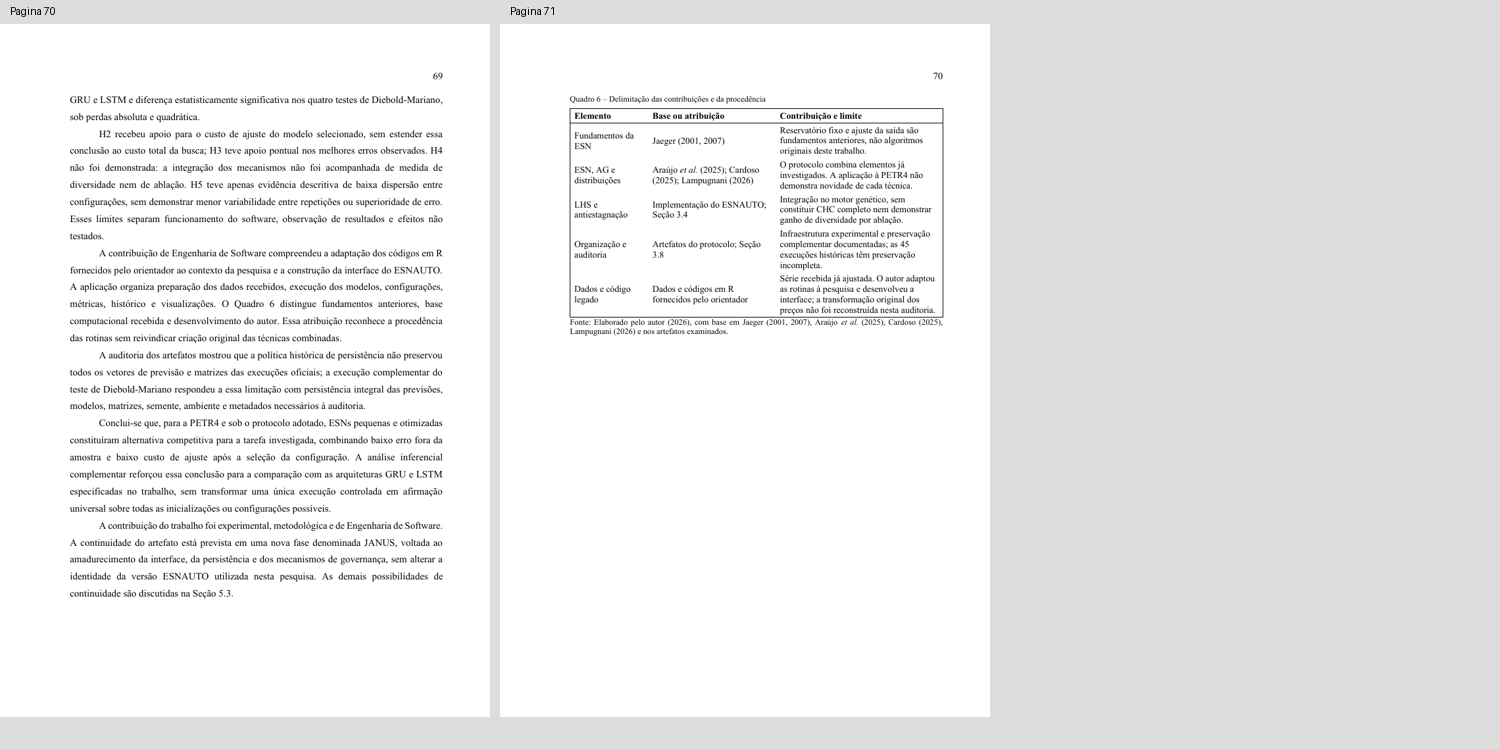 Pagina 70
69
GRU e LSTM e diferença estatisticamente significativa nos quatro testes de Diebold-Mariano,
sob perdas absoluta e quadrática.
H2 recebeu apoio para o custo de ajuste do modelo selecionado, sem estender essa
conclusão ao custo total da busca; H3 teve apoio pontual nos melhores erros observados. H4
não foi demonstrada: a integração dos mecanismos não foi acompanhada de medida de
diversidade nem de ablação. H5 teve apenas evidência descritiva de baixa dispersão entre
configurações, sem demonstrar menor variabilidade entre repetições ou superioridade de erro.
Esses limites separam funcionamento do software, observação de resultados e efeitos não
testados.
A contribuição de Engenharia de Software compreendeu a adaptação dos códigos em R
fornecidos pelo orientador ao contexto da pesquisa e a construção da interface do ESNAUTO.
A aplicação organiza preparação dos dados recebidos, execução dos modelos, configurações,
métricas, histórico e visualizações. O Quadro 6 distingue fundamentos anteriores, base
computacional recebida e desenvolvimento do autor. Essa atribuição reconhece a procedência
das rotinas sem reivindicar criação original das técnicas combinadas.
A auditoria dos artefatos mostrou que a política histórica de persistência não preservou
todos os vetores de previsão e matrizes das execuções oficiais; a execução complementar do
teste de Diebold-Mariano respondeu a essa limitação com persistência integral das previsões,
modelos, matrizes, semente, ambiente e metadados necessários à auditoria.
Conclui-se que, para a PETR4 e sob o protocolo adotado, ESNs pequenas e otimizadas
constituíram alternativa competitiva para a tarefa investigada, combinando baixo erro fora da
amostra e baixo custo de ajuste após a seleção da configuração. A análise inferencial
complementar reforçou essa conclusão para a comparação com as arquiteturas GRU e LSTM
especificadas no trabalho, sem transformar uma única execução controlada em afirmação
universal sobre todas as inicializações ou configurações possíveis.
A contribuição do trabalho foi experimental, metodológica e de Engenharia de Software.
A continuidade do artefato está prevista em uma nova fase denominada JANUS, voltada ao
amadurecimento da interface, da persistência e dos mecanismos de governança, sem alterar a
identidade da versão ESNAUTO utilizada nesta pesquisa. As demais possibilidades de
continuidade são discutidas na Seção 5.3.
Pagina 71
70
Quadro 6 – Delimitação das contribuições e da procedência
Elemento
Base ou atribuição
Contribuição e limite
Fundamentos da
ESN
Jaeger (2001, 2007)
Reservatório fixo e ajuste da saída são
fundamentos anteriores, não algoritmos
originais deste trabalho.
ESN, AG e
distribuições
Araújo et al. (2025); Cardoso
(2025); Lampugnani (2026)
O protocolo combina elementos já
investigados. A aplicação à PETR4 não
demonstra novidade de cada técnica.
LHS e
antiestagnação
Implementação do ESNAUTO;
Seção 3.4
Integração no motor genético, sem
constituir CHC completo nem demonstrar
ganho de diversidade por ablação.
Organização e
auditoria
Artefatos do protocolo; Seção
3.8
Infraestrutura experimental e preservação
complementar documentadas; as 45
execuções históricas têm preservação
incompleta.
Dados e código
legado
Dados e códigos em R
fornecidos pelo orientador
Série recebida já ajustada. O autor adaptou
as rotinas à pesquisa e desenvolveu a
interface; a transformação original dos
preços não foi reconstruída nesta auditoria.
Fonte: Elaborado pelo autor (2026), com base em Jaeger (2001, 2007), Araújo et al. (2025), Cardoso (2025),
Lampugnani (2026) e nos artefatos examinados.